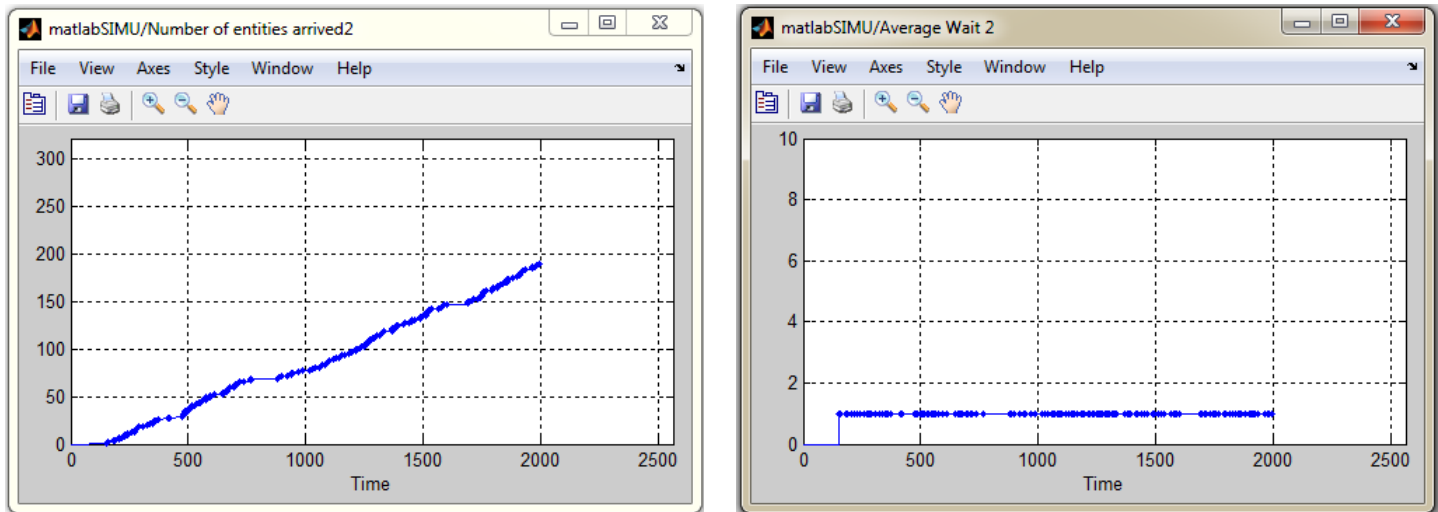 matlabSIMU/Number of entities arrived2
File View Axes Style Window Help
300
250
200
150
100
50
0
0 500 1000 1500 2000 2500
Time
matlabSIMU/Average Wait 2
File View Axes Style Window Help
10
8
6
4
2
0
0 500 1000 1500 2000 2500
Time